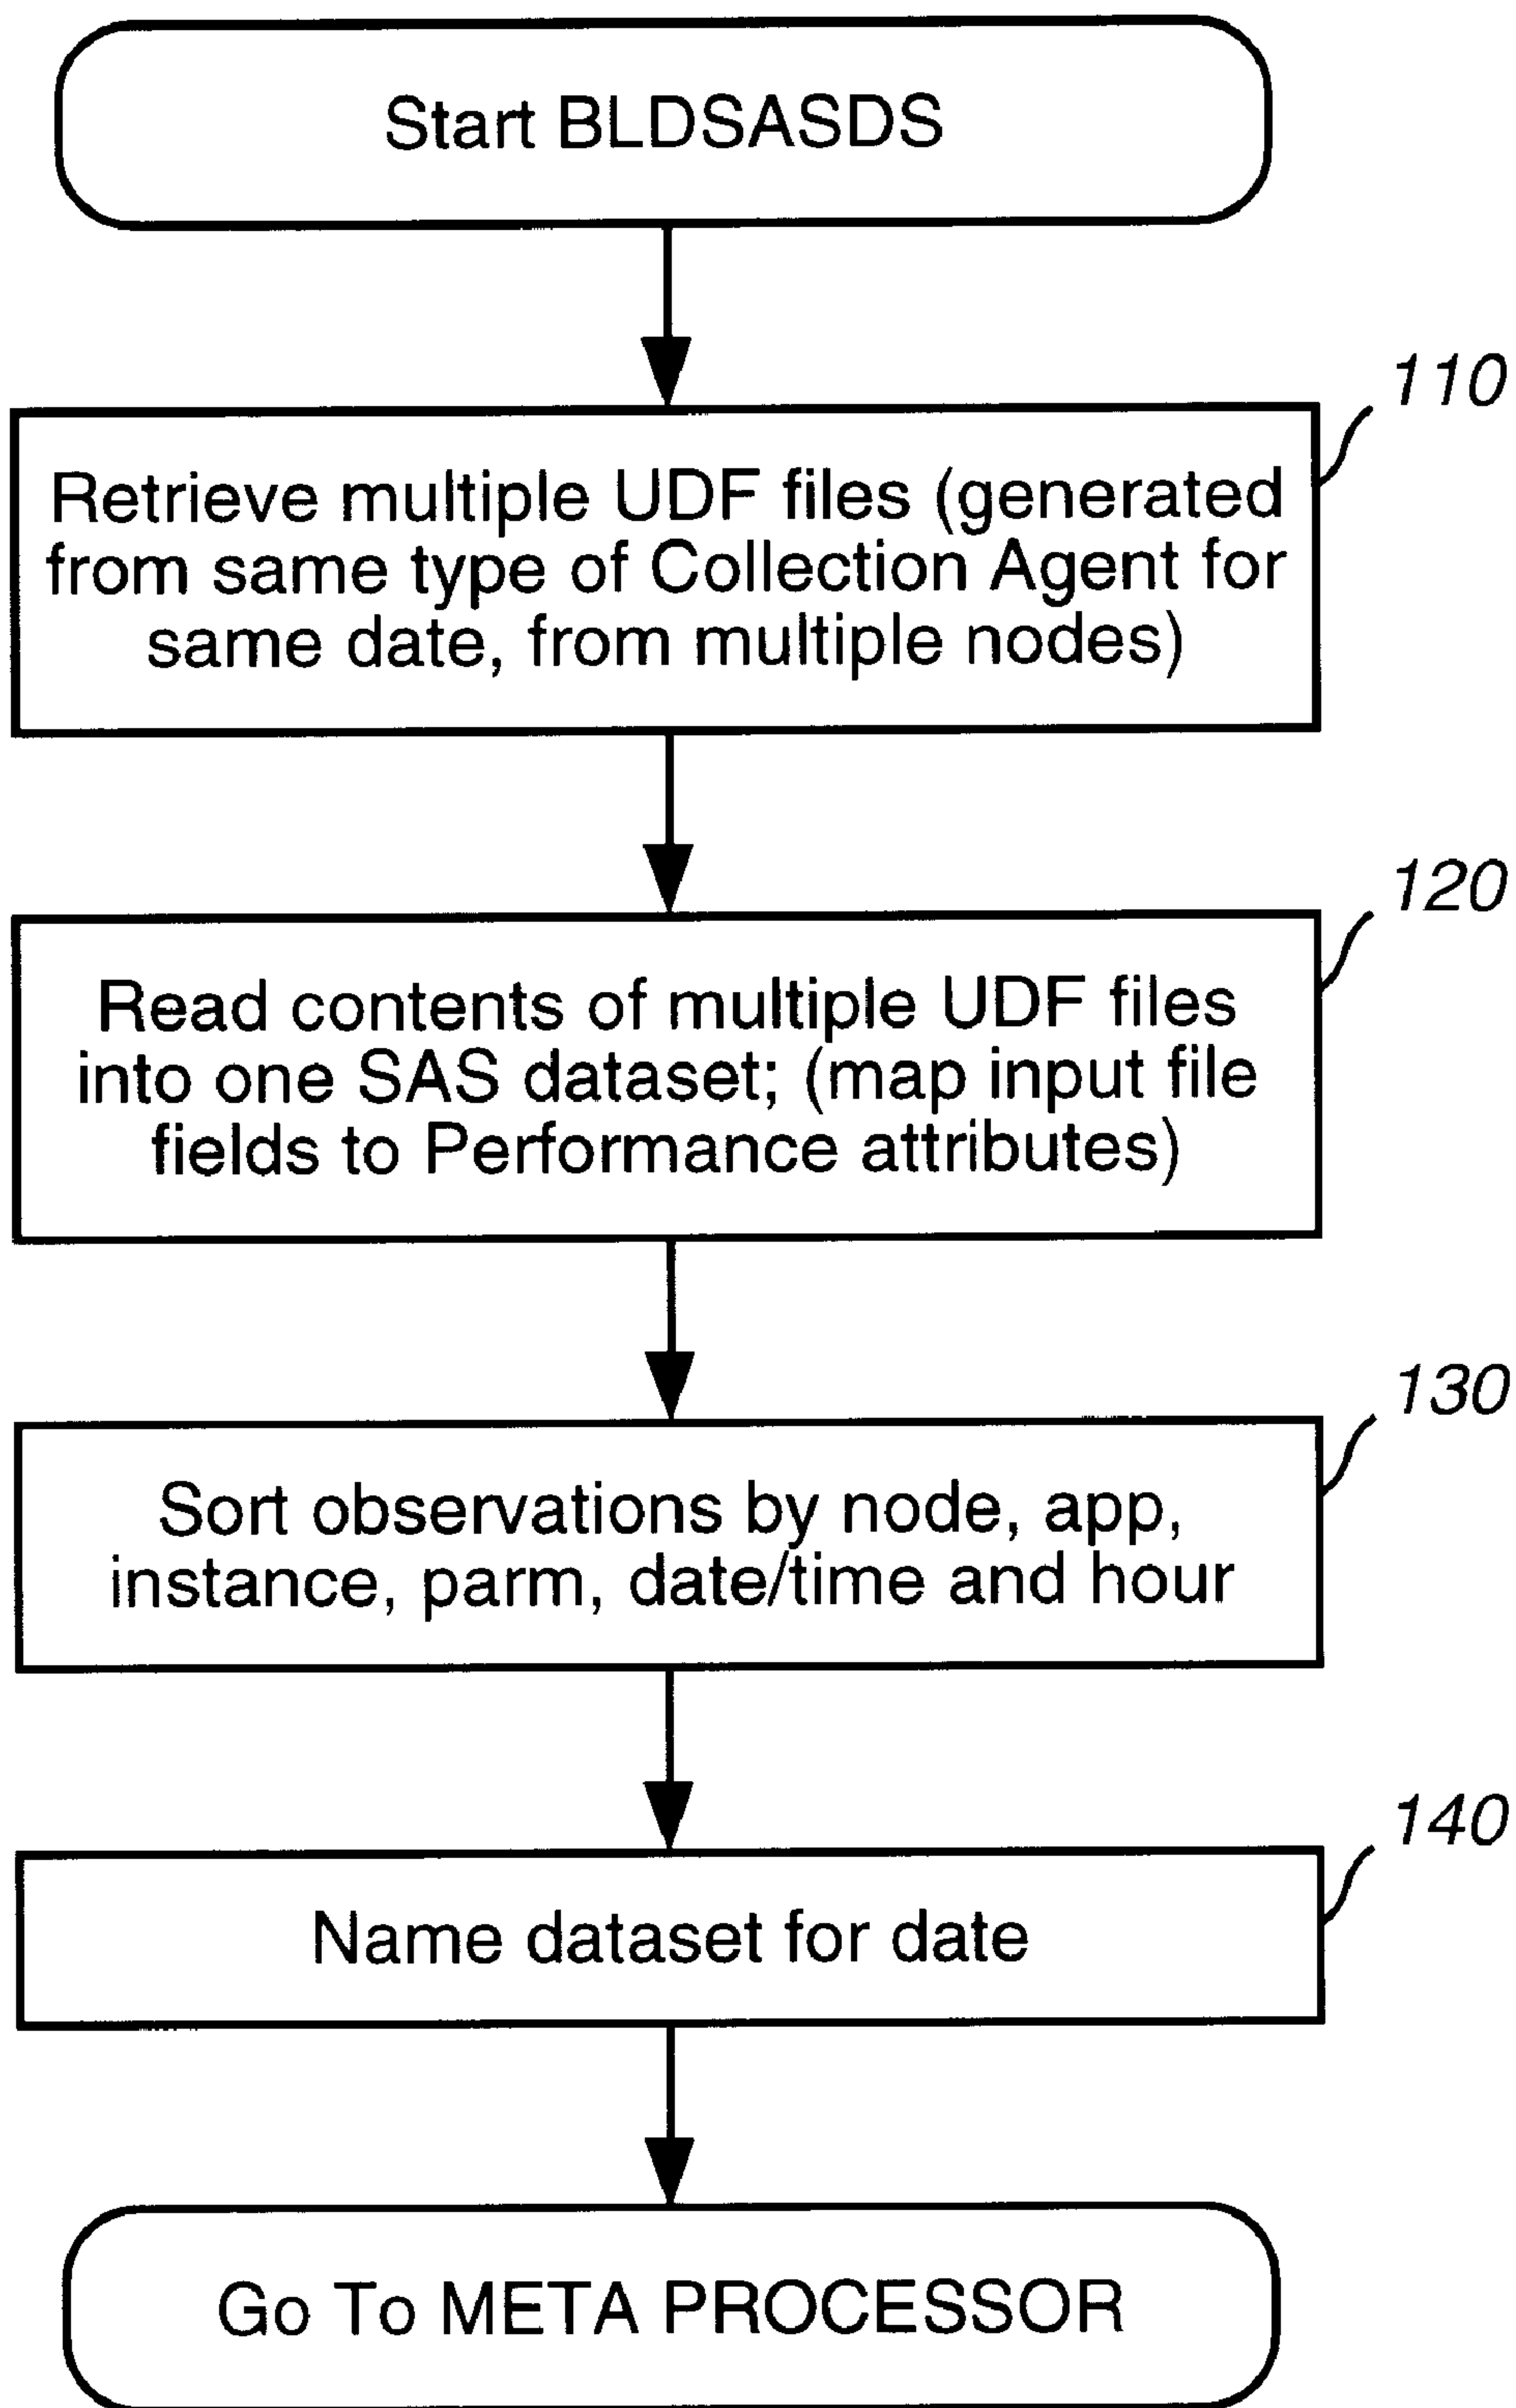 Start BLDSASDS
110
Retrieve multiple UDF files (generated
from same type of Collection Agent for
same date, from multiple nodes)
120
Read contents of multiple UDF files
into one SAS dataset; (map input file
fields to Performance attributes)
130
Sort observations by node, app,
instance, parm, date/time and hour
140
Name dataset for date
Go To META PROCESSOR